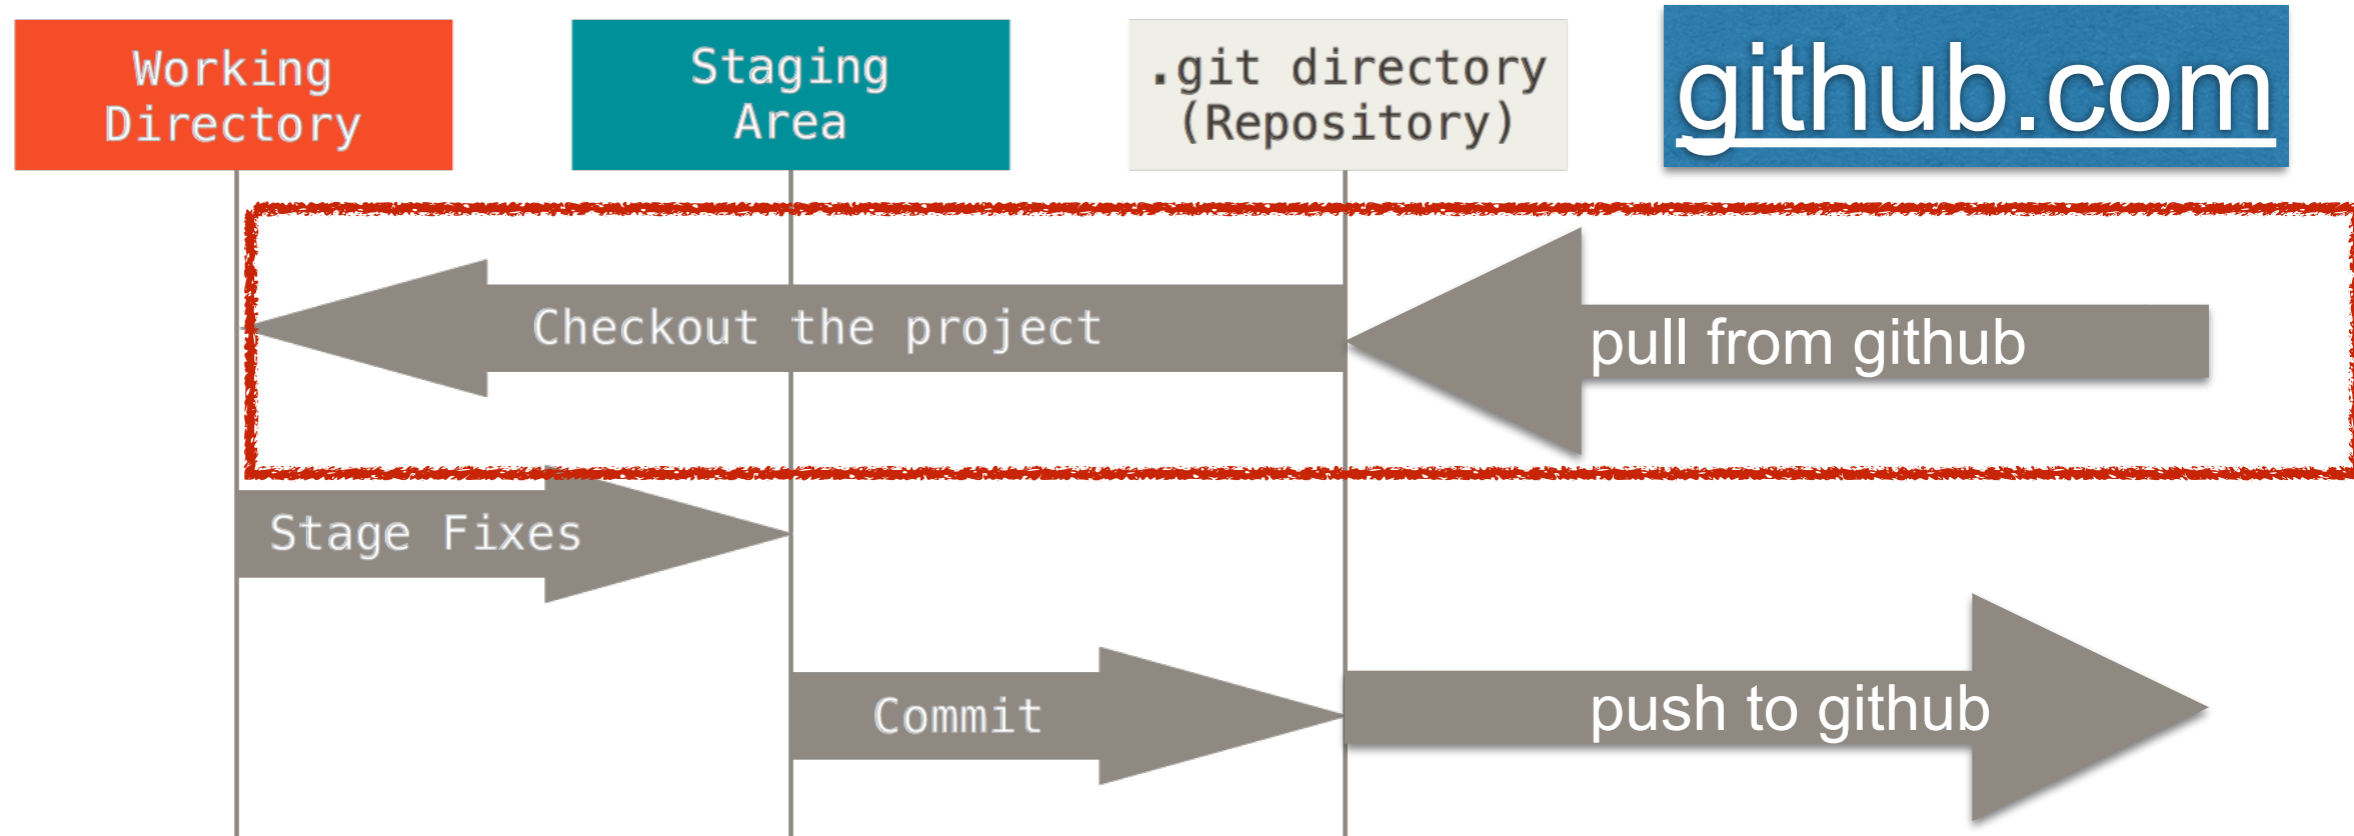 Working
Directory
Staging
Area
.git directory
(Repository)
github.com
Checkout the project
pull from github
Stage Fixes
Commit
push to github